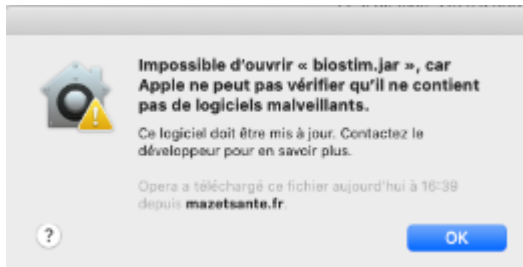 Impossible d'ouvrir « biostim.jar », car
Apple ne peut pas vérifier qu'il ne contient
pas de logiciels malveillants.
Ce logiciel doit être mis à jour. Contactez le
développeur pour en savoir plus.
Opera a téléchargé ce fichier aujourd'hui à 16:39
depuis mazetsante.fr.
?
OK